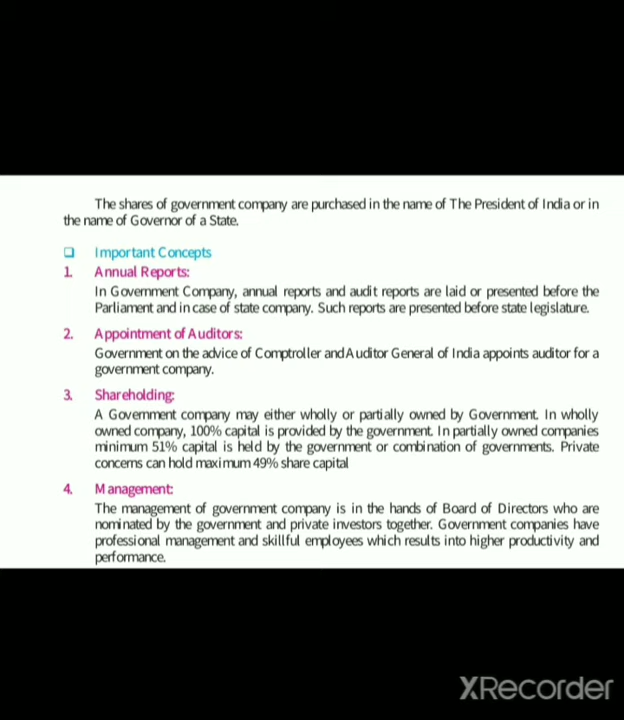 The shares of government company are purchased in the name of The President of India or in
the name of Governor of a State.
❑ Important Concepts
1. Annual Reports:
In Government Company, annual reports and audit reports are laid or presented before the
Parliament and in case of state company. Such reports are presented before state legislature.
2. Appointment of Auditors:
Government on the advice of Comptroller and Auditor General of India appoints auditor for a
government company.
3. Shareholding:
A Government company may either wholly or partially owned by Government. In wholly
owned company, 100% capital is provided by the government. In partially owned companies
minimum 51% capital is held by the government or combination of governments. Private
concerns can hold maximum 49% share capital
4. Management:
The management of government company is in the hands of Board of Directors who are
nominated by the government and private investors together. Government companies have
professional management and skillful employees which results into higher productivity and
performance.
XRecorder